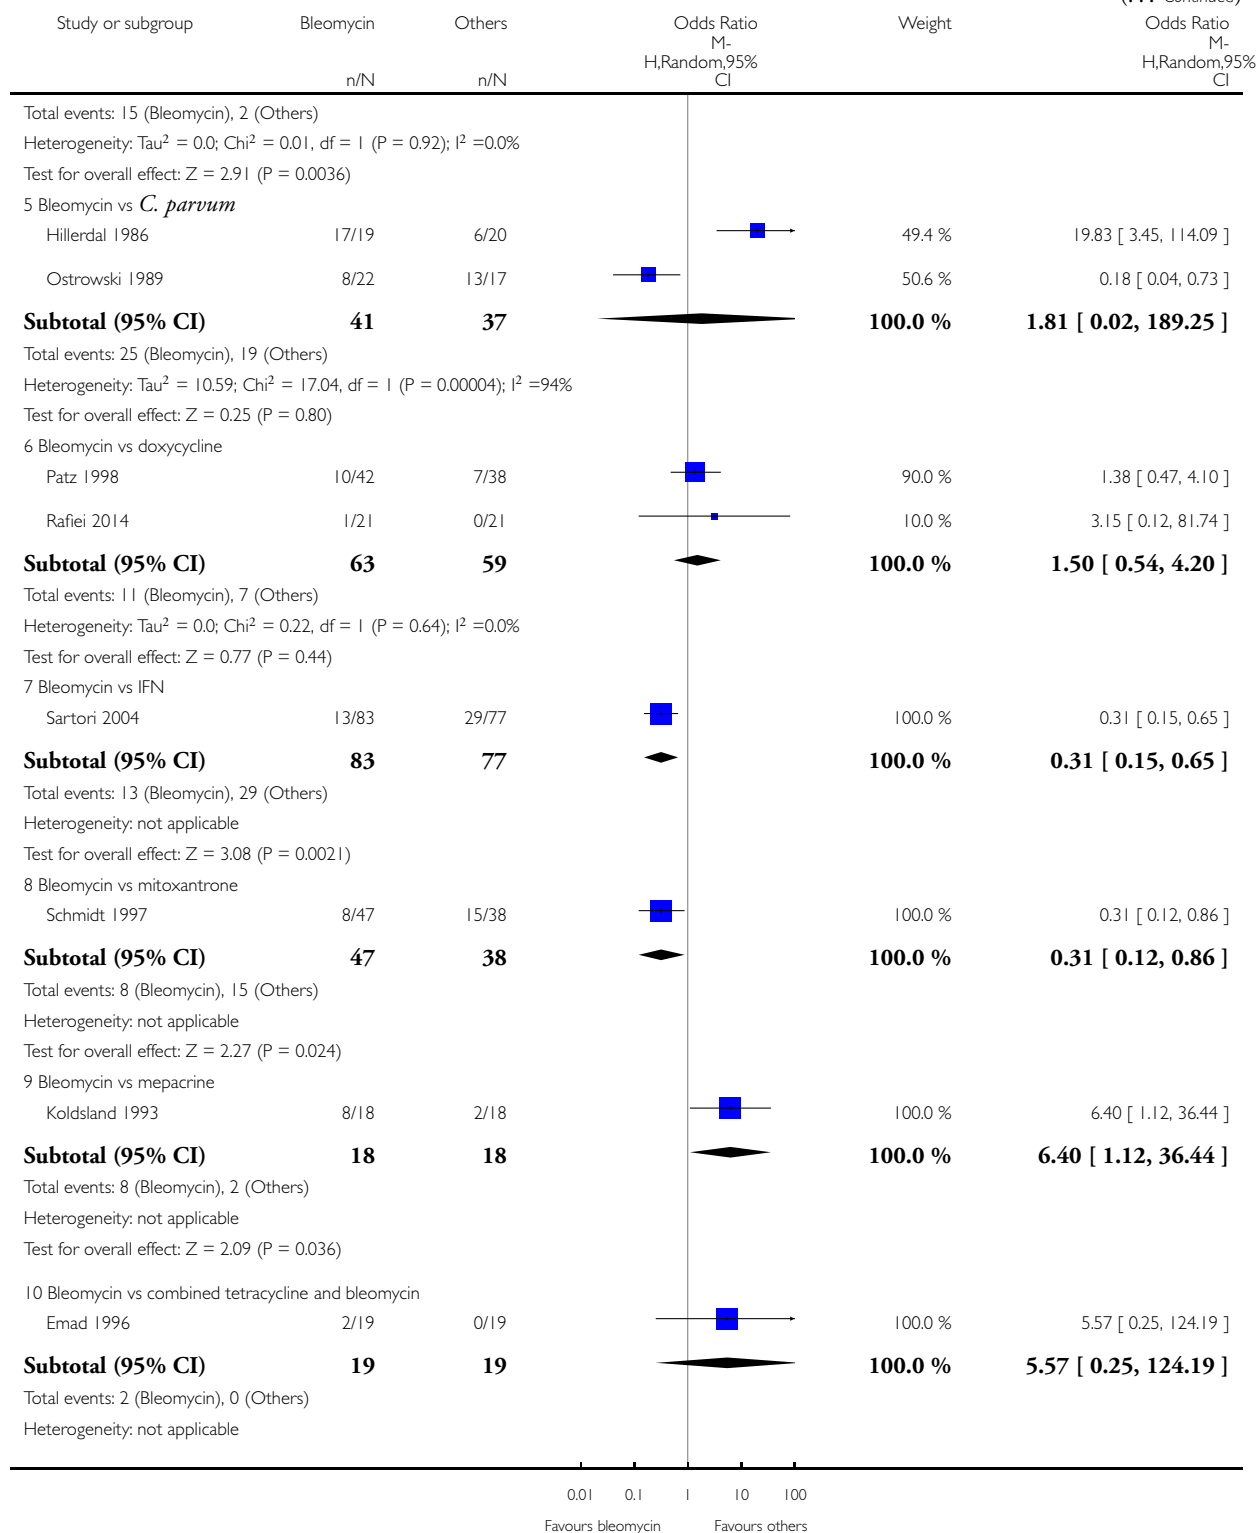 Continued)
Study or subgroup Bleomycin Others Odds Ratio Weight Odds Ratio
M- M-
H,Random,95% H,Random,95%
n/N n/N CI CI
Total events: 15 (Bleomycin), 2 (Others)
Heterogeneity: Tau² = 0.0; Chi² = 0.01, df = 1 (P = 0.92); I² =0.0%
Test for overall effect: Z = 2.91 (P = 0.0036)
5 Bleomycin vs C. parvum
Hillerdal 1986 17/19 6/20 49.4 % 19.83 [ 3.45, 114.09 ]
Ostrowski 1989 8/22 13/17 50.6 % 0.18 [ 0.04, 0.73 ]
Subtotal (95% CI) 41 37 100.0 % 1.81 [ 0.02, 189.25 ]
Total events: 25 (Bleomycin), 19 (Others)
Heterogeneity: Tau² = 10.59; Chi² = 17.04, df = 1 (P = 0.00004); I² =94%
Test for overall effect: Z = 0.25 (P = 0.80)
6 Bleomycin vs doxycycline
Patz 1998 10/42 7/38 90.0 % 1.38 [ 0.47, 4.10 ]
Rafiei 2014 1/21 0/21 10.0 % 3.15 [ 0.12, 81.74 ]
Subtotal (95% CI) 63 59 100.0 % 1.50 [ 0.54, 4.20 ]
Total events: 11 (Bleomycin), 7 (Others)
Heterogeneity: Tau² = 0.0; Chi² = 0.22, df = 1 (P = 0.64); I² =0.0%
Test for overall effect: Z = 0.77 (P = 0.44)
7 Bleomycin vs IFN
Sartori 2004 13/83 29/77 100.0 % 0.31 [ 0.15, 0.65 ]
Subtotal (95% CI) 83 77 100.0 % 0.31 [ 0.15, 0.65 ]
Total events: 13 (Bleomycin), 29 (Others)
Heterogeneity: not applicable
Test for overall effect: Z = 3.08 (P = 0.0021)
8 Bleomycin vs mitoxantrone
Schmidt 1997 8/47 15/38 100.0 % 0.31 [ 0.12, 0.86 ]
Subtotal (95% CI) 47 38 100.0 % 0.31 [ 0.12, 0.86 ]
Total events: 8 (Bleomycin), 15 (Others)
Heterogeneity: not applicable
Test for overall effect: Z = 2.27 (P = 0.024)
9 Bleomycin vs mepacrine
Koldsland 1993 8/18 2/18 100.0 % 6.40 [ 1.12, 36.44 ]
Subtotal (95% CI) 18 18 100.0 % 6.40 [ 1.12, 36.44 ]
Total events: 8 (Bleomycin), 2 (Others)
Heterogeneity: not applicable
Test for overall effect: Z = 2.09 (P = 0.036)
10 Bleomycin vs combined tetracycline and bleomycin
Emad 1996 2/19 0/19 100.0 % 5.57 [ 0.25, 124.19 ]
Subtotal (95% CI) 19 19 100.0 % 5.57 [ 0.25, 124.19 ]
Total events: 2 (Bleomycin), 0 (Others)
Heterogeneity: not applicable
0.01 0.1 1 10 100
Favours bleomycin Favours others